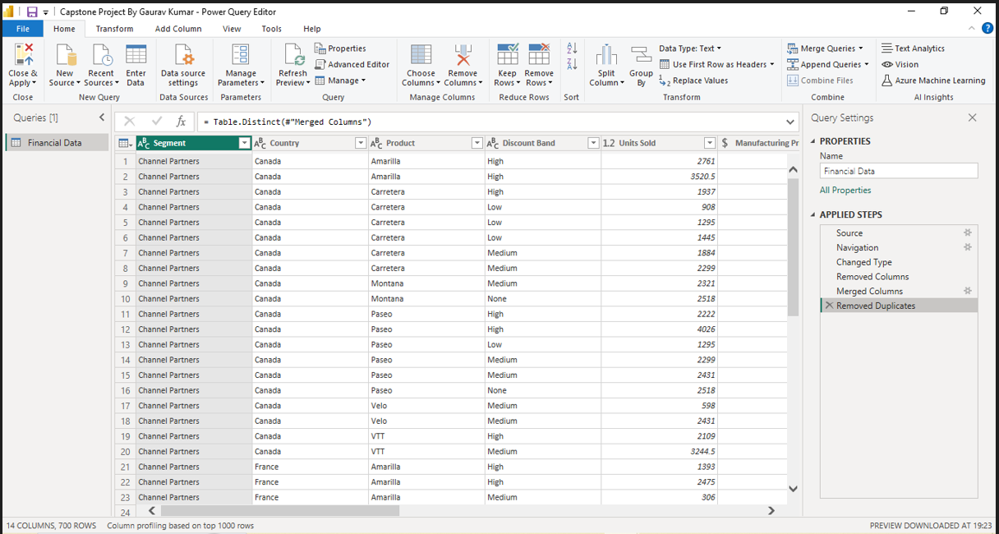 Capstone Project By Gaurav Kumar - Power Query Editor
File Home Transform Add Column View Tools Help
Close & Apply
New Source
Recent Sources
Enter Data
Data source settings
Manage Parameters
Refresh Preview
Properties
Advanced Editor
Manage
Choose Columns
Remove Columns
Keep Rows
Remove Rows
Split Column
Group By
Data Type: Text
Use First Row as Headers
Replace Values
Merge Queries
Append Queries
Combine Files
Text Analytics
Vision
Azure Machine Learning
Close New Query Data Sources Parameters Query Manage Columns Reduce Rows Sort Transform Combine AI Insights
Queries [1]
Financial Data
fx = Table.Distinct(#"Merged Columns")
ABC Segment ABC Country ABC Product ABC Discount Band 1.2 Units Sold $ Manufacturing Pr
1 Channel Partners Canada Amarilla High 2761
2 Channel Partners Canada Amarilla High 3520.5
3 Channel Partners Canada Carretera High 1937
4 Channel Partners Canada Carretera Low 908
5 Channel Partners Canada Carretera Low 1295
6 Channel Partners Canada Carretera Low 1445
7 Channel Partners Canada Carretera Medium 1884
8 Channel Partners Canada Carretera Medium 2299
9 Channel Partners Canada Montana Medium 2321
10 Channel Partners Canada Montana None 2518
11 Channel Partners Canada Paseo High 2222
12 Channel Partners Canada Paseo High 4026
13 Channel Partners Canada Paseo Low 1295
14 Channel Partners Canada Paseo Medium 2299
15 Channel Partners Canada Paseo Medium 2431
16 Channel Partners Canada Paseo None 2518
17 Channel Partners Canada Velo Medium 598
18 Channel Partners Canada Velo Medium 2431
19 Channel Partners Canada VTT High 2109
20 Channel Partners Canada VTT Medium 3244.5
21 Channel Partners France Amarilla High 1393
22 Channel Partners France Amarilla High 2475
23 Channel Partners France Amarilla Medium 306
24
Query Settings
PROPERTIES
Name
Financial Data
All Properties
APPLIED STEPS
Source
Navigation
Changed Type
Removed Columns
Merged Columns
Removed Duplicates
14 COLUMNS, 700 ROWS Column profiling based on top 1000 rows PREVIEW DOWNLOADED AT 19:23